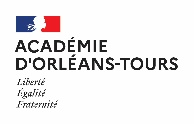 ACADÉMIE
D'ORLÉANS-TOURS
Liberté
Égalité
Fraternité